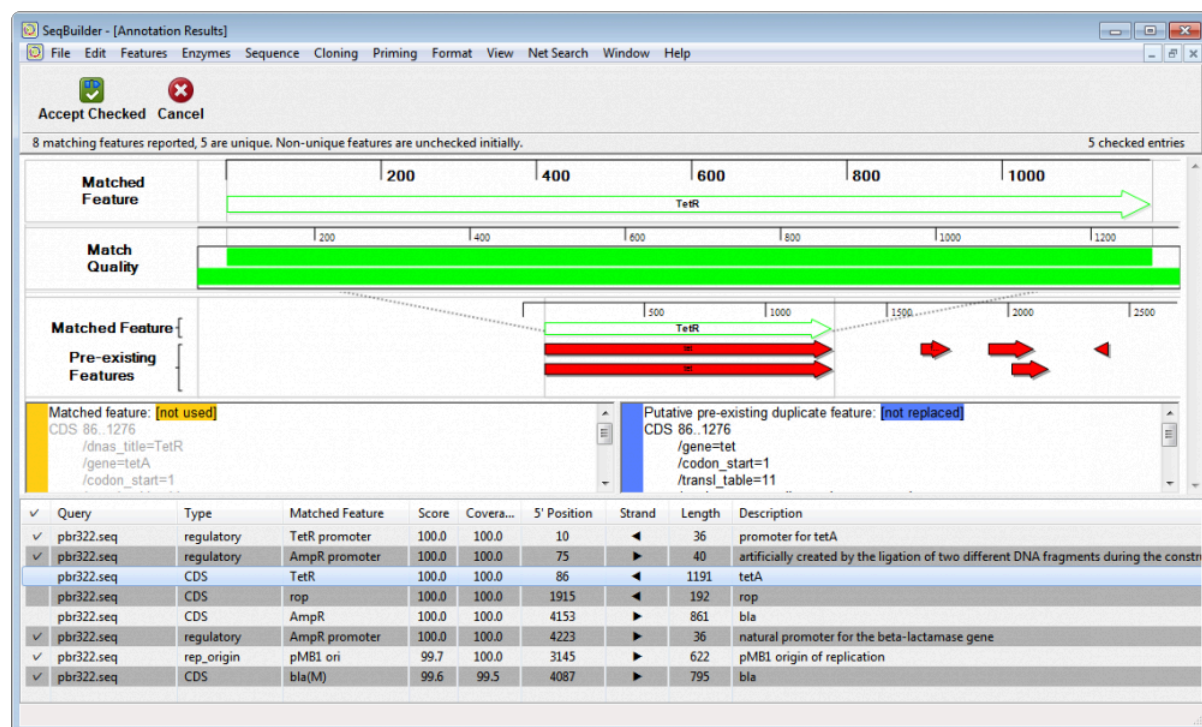 SeqBuilder - [Annotation Results]
File Edit Features Enzymes Sequence Cloning Priming Format View Net Search Window Help
Accept Checked Cancel
8 matching features reported, 5 are unique. Non-unique features are unchecked initially. 5 checked entries
Matched Feature
200 400 600 800 1000
TetR
Match Quality
200 400 600 800 1000 1200
500 1000 1500 2000 2500
Matched Feature
TetR
Pre-existing Features
tet
tet
Matched feature: [not used]
CDS 86..1276
/dnas_title=TetR
/gene=tetA
/codon_start=1
Putative pre-existing duplicate feature: [not replaced]
CDS 86..1276
/gene=tet
/codon_start=1
/transl_table=11
✓ Query Type Matched Feature Score Covera... 5' Position Strand Length Description
✓ pbr322.seq regulatory TetR promoter 100.0 100.0 10 ◄ 36 promoter for tetA
✓ pbr322.seq regulatory AmpR promoter 100.0 100.0 75 ► 40 artificially created by the ligation of two different DNA fragments during the constru
pbr322.seq CDS TetR 100.0 100.0 86 ◄ 1191 tetA
pbr322.seq CDS rop 100.0 100.0 1915 ◄ 192 rop
pbr322.seq CDS AmpR 100.0 100.0 4153 ► 861 bla
✓ pbr322.seq regulatory AmpR promoter 100.0 100.0 4223 ► 36 natural promoter for the beta-lactamase gene
✓ pbr322.seq rep_origin pMB1 ori 99.7 100.0 3145 ► 622 pMB1 origin of replication
✓ pbr322.seq CDS bla(M) 99.6 99.5 4087 ► 795 bla